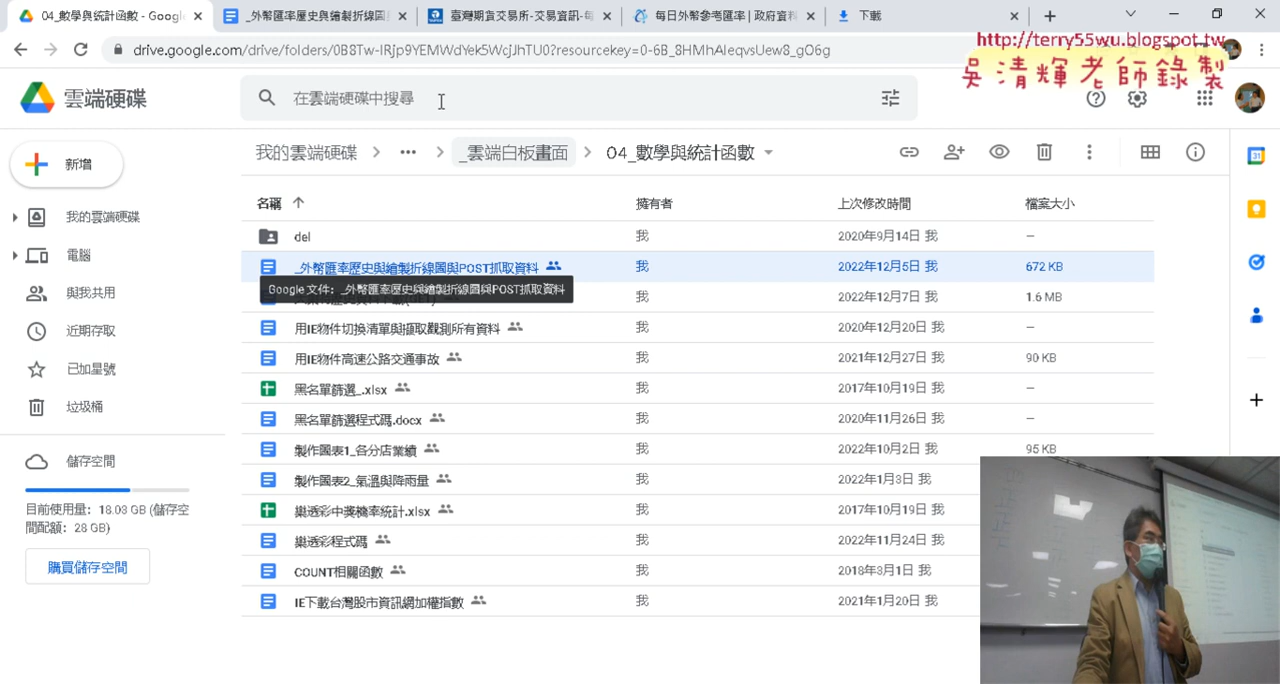 04_數學與統計函數 - Google
_外幣匯率歷史與繪製折線圖
臺灣期貨交易所-交易資訊-每
每日外幣參考匯率 | 政府資料
下載
drive.google.com/drive/folders/0B8Tw-IRjp9YEMWdYek5WcjJhTU0?resourcekey=0-6B_8HMhAIeqvsUew8_gO6g
http://terry55wu.blogspot.tw
吳清輝老師錄製
雲端硬碟
在雲端硬碟中搜尋
新增
我的雲端硬碟
電腦
與我共用
近期存取
已加星號
垃圾桶
儲存空間
目前使用量：18.03 GB (儲存空
間配額：28 GB)
購買儲存空間
我的雲端硬碟 > ••• > _雲端白板畫面 > 04_數學與統計函數
名稱 擁有者 上次修改時間 檔案大小
del 我 2020年9月14日 我 –
_外幣匯率歷史與繪製折線圖與POST抓取資料 我 2022年12月5日 我 672 KB
Google 文件: _外幣匯率歷史與繪製折線圖與POST抓取資料
我 2022年12月7日 我 1.6 MB
用IE物件切換清單與擷取觀測所有資料 我 2020年12月20日 我 –
用IE物件高速公路交通事故 我 2021年12月27日 我 90 KB
黑名單篩選_.xlsx 我 2017年10月19日 我 –
黑名單篩選程式碼.docx 我 2020年11月26日 我 –
製作圖表1_各分店業績 我 2022年10月2日 我 95 KB
製作圖表2_氣溫與降雨量 我 2022年1月3日 我
樂透彩中獎機率統計.xlsx 我 2017年10月19日 我
樂透彩程式碼 我 2022年11月24日 我
COUNT相關函數 我 2018年3月1日 我
IE下載台灣股市資訊網加權指數 我 2021年1月20日 我